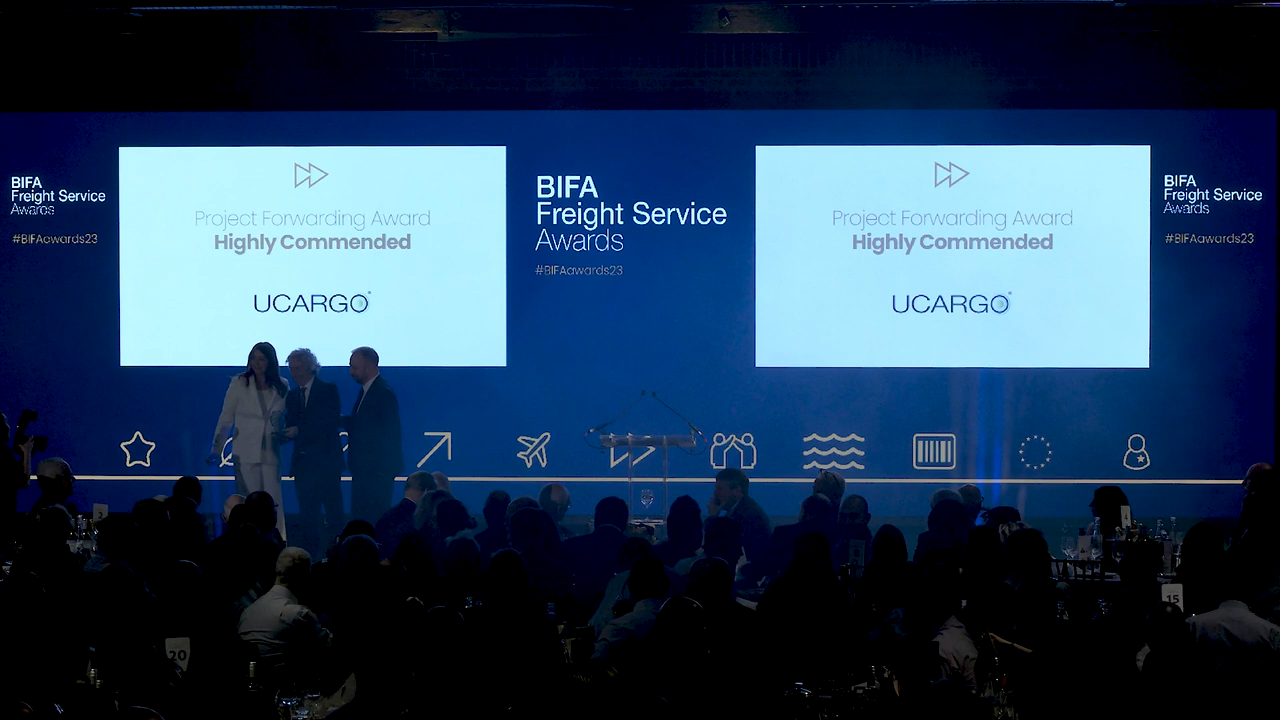 BIFA
Freight Service
Awards
#BIFAawards23
Project Forwarding Award
Highly Commended
UCARGO
BIFA
Freight Service
Awards
#BIFAawards23
Project Forwarding Award
Highly Commended
UCARGO
BIFA
Freight Service
Awards
#BIFAawards23
15
20